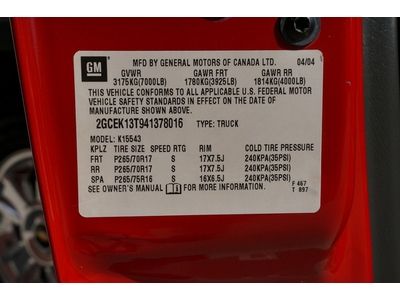 GM
MFD BY GENERAL MOTORS OF CANADA LTD. 04/04
GVWR GAWR FRT GAWR RR
3175KG(7000LB) 1780KG(3925LB) 1814KG(4000LB)
THIS VEHICLE CONFORMS TO ALL APPLICABLE U.S. FEDERAL MOTOR
VEHICLE SAFETY STANDARDS IN EFFECT ON THE DATE OF
MANUFACTURE SHOWN ABOVE.
2GCEK13T941378016 TYPE: TRUCK
MODEL: K15543
KPLZ TIRE SIZE SPEED RTG RIM COLD TIRE PRESSURE
FRT P265/70R17 S 17X7.5J 240KPA(35PSI)
RR P265/70R17 S 17X7.5J 240KPA(35PSI)
SPA P265/75R16 S 16X6.5J 240KPA(35PSI)
SEE OWNER'S MANUAL FOR MORE INFORMATION.
F 467
T 897